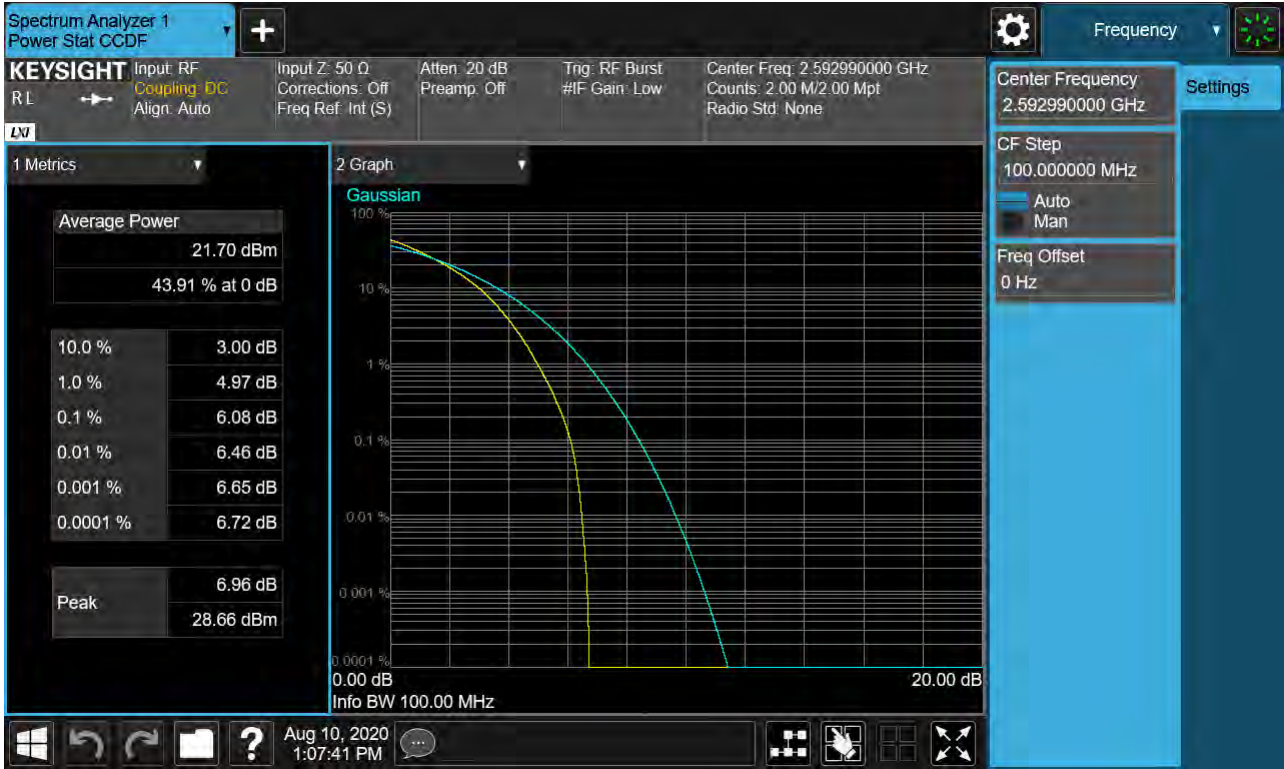 Spectrum Analyzer 1
Power Stat CCDF
+
Frequency
KEYSIGHT
R L
LXI
Input: RF
Coupling: DC
Align: Auto
Input Z: 50 Ω
Corrections: Off
Freq Ref: Int (S)
Atten: 20 dB
Preamp: Off
Trig: RF Burst
#IF Gain: Low
Center Freq: 2.592990000 GHz
Counts: 2.00 M/2.00 Mpt
Radio Std: None
Center Frequency
2.592990000 GHz
Settings
CF Step
100.000000 MHz
Auto
Man
Freq Offset
0 Hz
1 Metrics
Average Power
21.70 dBm
43.91 % at 0 dB
10.0 % 3.00 dB
1.0 % 4.97 dB
0.1 % 6.08 dB
0.01 % 6.46 dB
0.001 % 6.65 dB
0.0001 % 6.72 dB
Peak
6.96 dB
28.66 dBm
2 Graph
Gaussian
100 %
10 %
1 %
0.1 %
0.01 %
0.001 %
0.0001 %
0.00 dB 20.00 dB
Info BW 100.00 MHz
?
Aug 10, 2020
1:07:41 PM